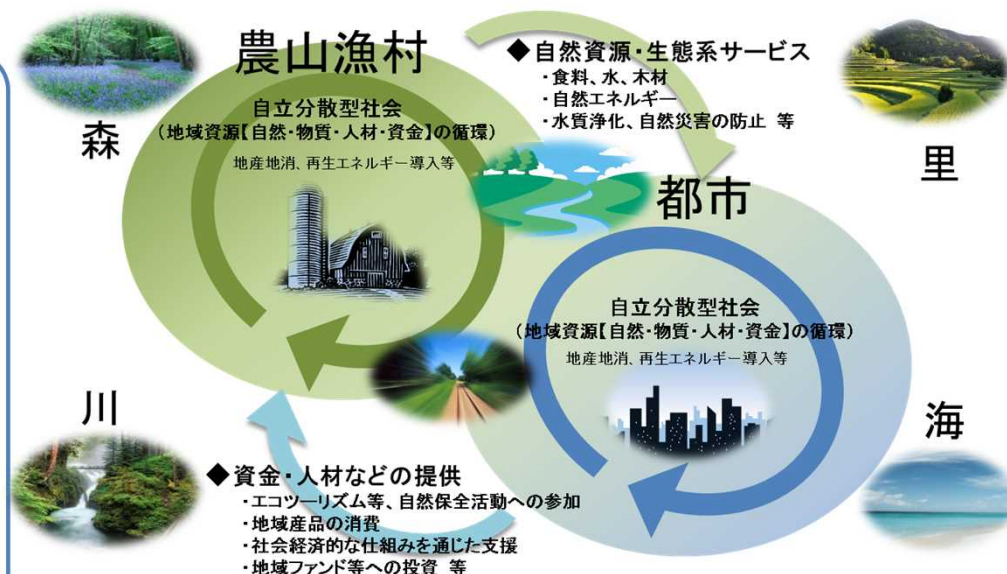 農山漁村
自立分散型社会
（地域資源【自然・物質・人材・資金】の循環）
地産地消、再生エネルギー導入等
◆自然資源・生態系サービス
・食料、水、木材
・自然エネルギー
・水質浄化、自然災害の防止 等
森
里
都市
自立分散型社会
（地域資源【自然・物質・人材・資金】の循環）
地産地消、再生エネルギー導入等
川
海
◆資金・人材などの提供
・エコツーリズム等、自然保全活動への参加
・地域産品の消費
・社会経済的な仕組みを通じた支援
・地域ファンド等への投資 等